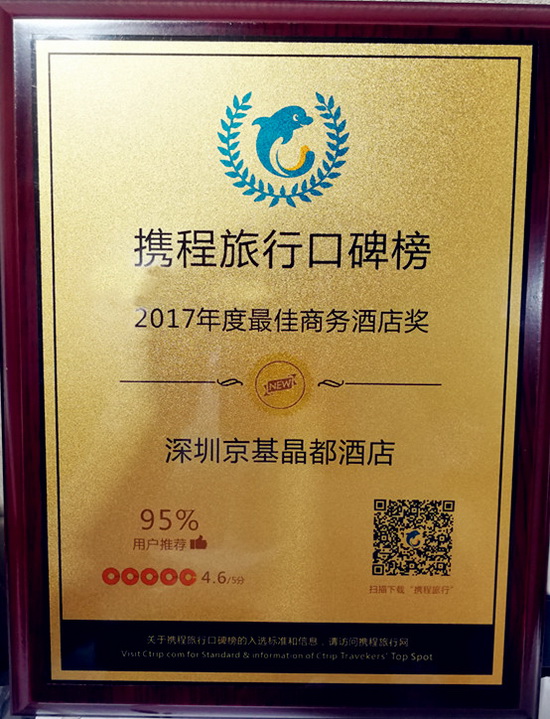 携程旅行口碑榜
2017年度最佳商务酒店奖
NEW
深圳京基晶都酒店
95%
用户推荐
4.6/5分
扫描下载“携程旅行”
关于携程旅行口碑榜的入选标准和信息，请访问携程旅行网
Visit Ctrip com for Standard & information of Ctrip Travekers' Top Spot